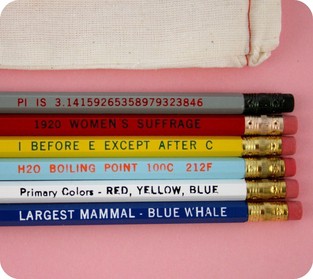 PI IS 3.14159265358979323846
1920 WOMEN'S SUFFRAGE
I BEFORE E EXCEPT AFTER C
H2O BOILING POINT 100C 212F
Primary Colors - RED, YELLOW, BLUE
LARGEST MAMMAL - BLUE WHALE